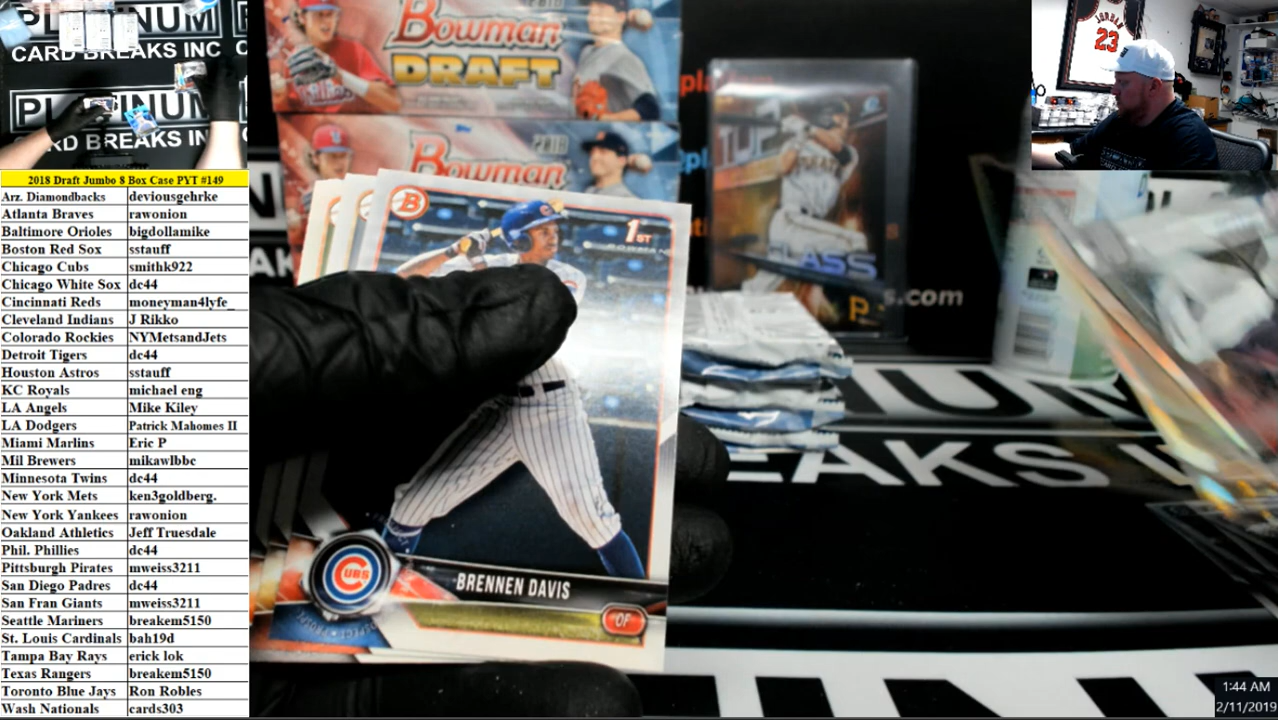 PLATINUM
CARD BREAKS INC
PLATINUM
CARD BREAKS INC
2018 Draft Jumbo 8 Box Case PYT #149
Arz. Diamondbacks deviousgehrke
Atlanta Braves rawonion
Baltimore Orioles bigdollamike
Boston Red Sox sstauff
Chicago Cubs smithk922
Chicago White Sox dc44
Cincinnati Reds moneyman4lyfe_
Cleveland Indians J Rikko
Colorado Rockies NYMetsandJets
Detroit Tigers dc44
Houston Astros sstauff
KC Royals michael eng
LA Angels Mike Kiley
LA Dodgers Patrick Mahomes II
Miami Marlins Eric P
Mil Brewers mikawlbbc
Minnesota Twins dc44
New York Mets ken3goldberg.
New York Yankees rawonion
Oakland Athletics Jeff Truesdale
Phil. Phillies dc44
Pittsburgh Pirates mweiss3211
San Diego Padres dc44
San Fran Giants mweiss3211
Seattle Mariners breakem5150
St. Louis Cardinals bah19d
Tampa Bay Rays erick lok
Texas Rangers breakem5150
Toronto Blue Jays Ron Robles
Wash Nationals cards303
2018
Bowman
DRAFT
2018
Bowman
B
1ST
BOWMAN
CUBS
BRENNEN DAVIS
OF
CLASS
P
s.com
NUM
EAKS
JORDAN
23
1:44 AM
2/11/2019